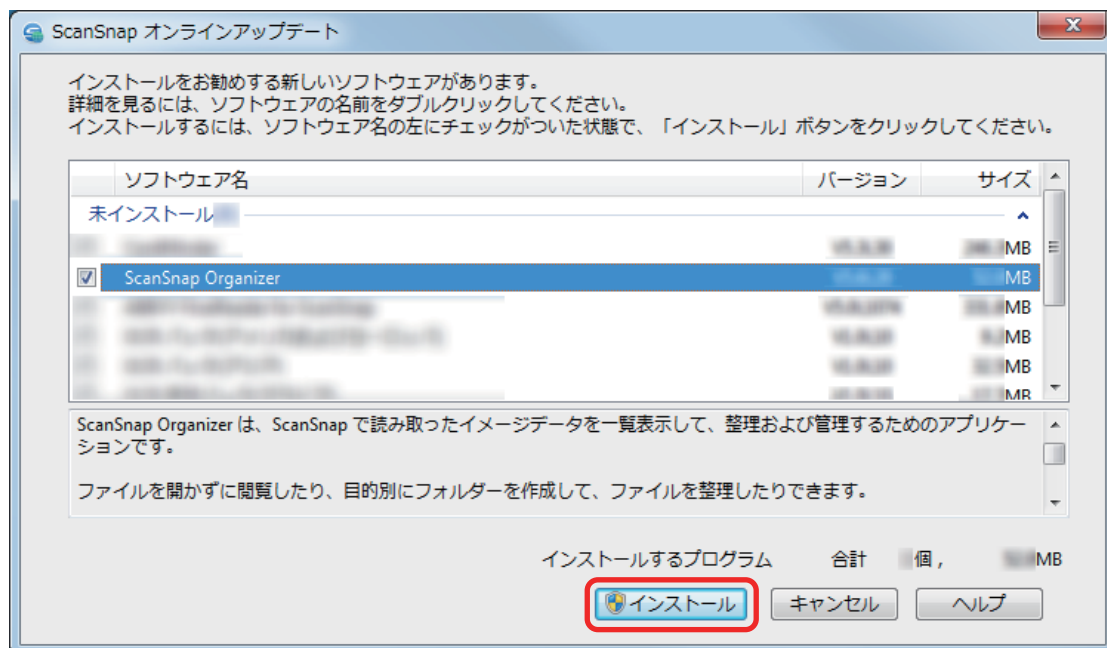 ScanSnap オンラインアップデート
インストールをお勧めする新しいソフトウェアがあります。
詳細を見るには、ソフトウェアの名前をダブルクリックしてください。
インストールするには、ソフトウェア名の左にチェックがついた状態で、「インストール」ボタンをクリックしてください。
ソフトウェア名 バージョン サイズ
未インストール
MB
ScanSnap Organizer MB
MB
MB
MB
MB
ScanSnap Organizer は、ScanSnap で読み取ったイメージデータを一覧表示して、整理および管理するためのアプリケー
ションです。
ファイルを開かずに閲覧したり、目的別にフォルダーを作成して、ファイルを整理したりできます。
インストールするプログラム 合計 個 , MB
インストール キャンセル ヘルプ